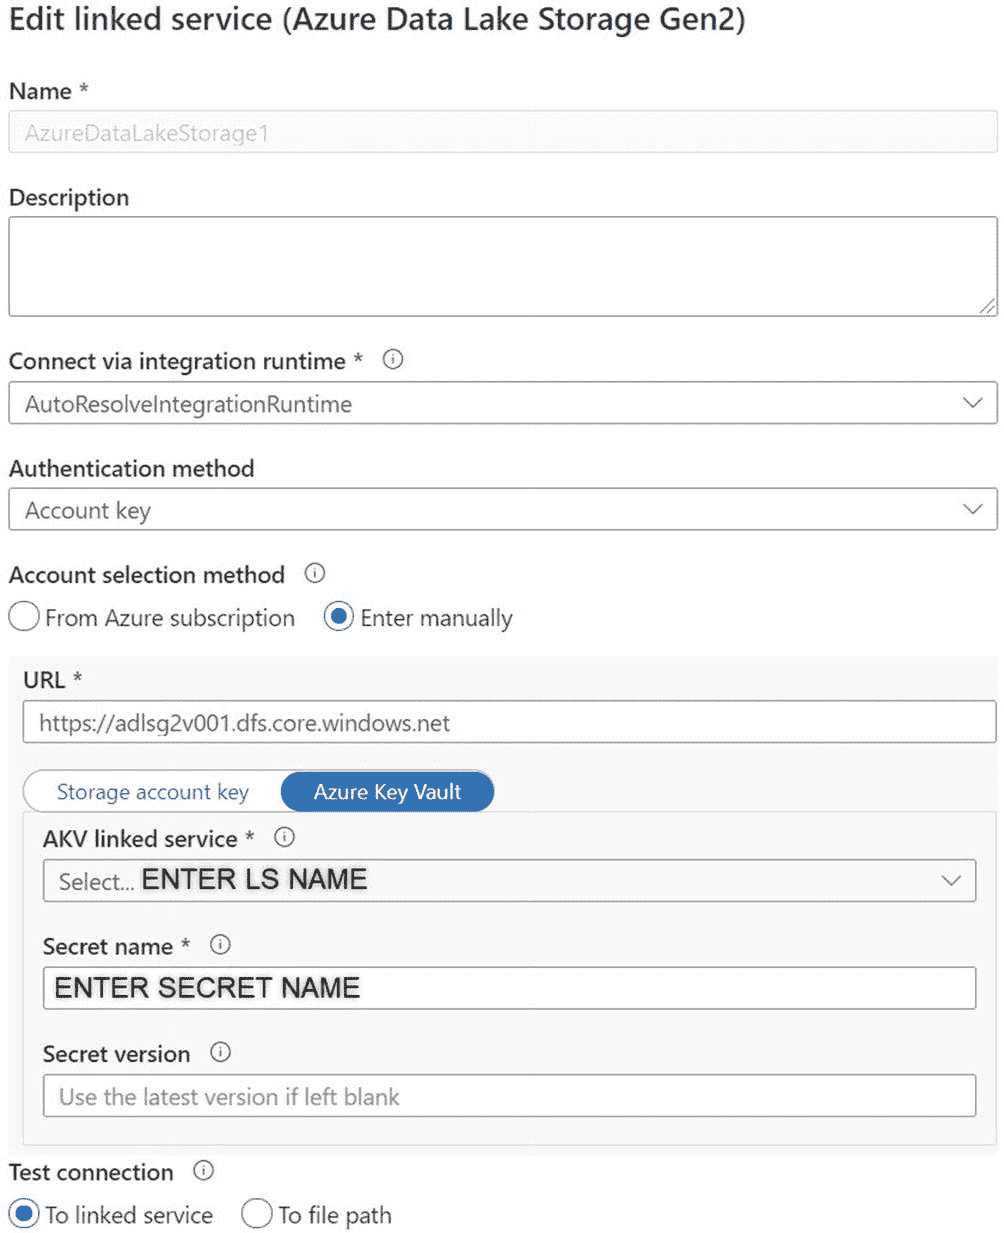 Edit linked service (Azure Data Lake Storage Gen2)
Name *
AzureDataLakeStorage1
Description
Connect via integration runtime *
AutoResolveIntegrationRuntime
Authentication method
Account key
Account selection method
From Azure subscription Enter manually
URL *
https://adlsg2v001.dfs.core.windows.net
Storage account key Azure Key Vault
AKV linked service *
Select... ENTER LS NAME
Secret name *
ENTER SECRET NAME
Secret version
Use the latest version if left blank
Test connection
To linked service To file path